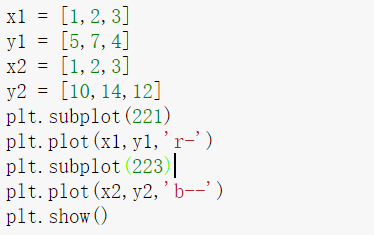 x1 = [1,2,3]
y1 = [5,7,4]
x2 = [1,2,3]
y2 = [10,14,12]
plt.subplot(221)
plt.plot(x1,y1,'r-')
plt.subplot(223)
plt.plot(x2,y2,'b--')
plt.show()